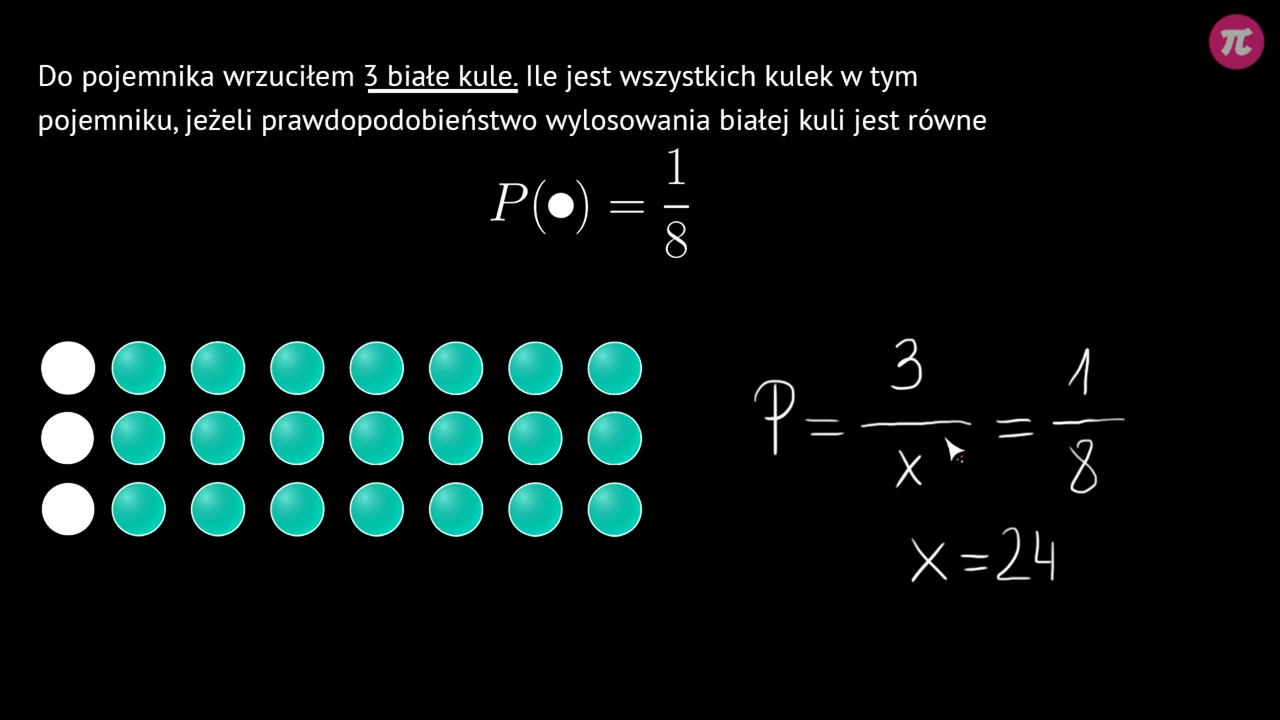 Do pojemnika wrzuciłem 3 białe kule. Ile jest wszystkich kulek w tym
pojemniku, jeżeli prawdopodobieństwo wylosowania białej kuli jest równe
P(●) = 1/8
P = 3/x = 1/8
x = 24
π